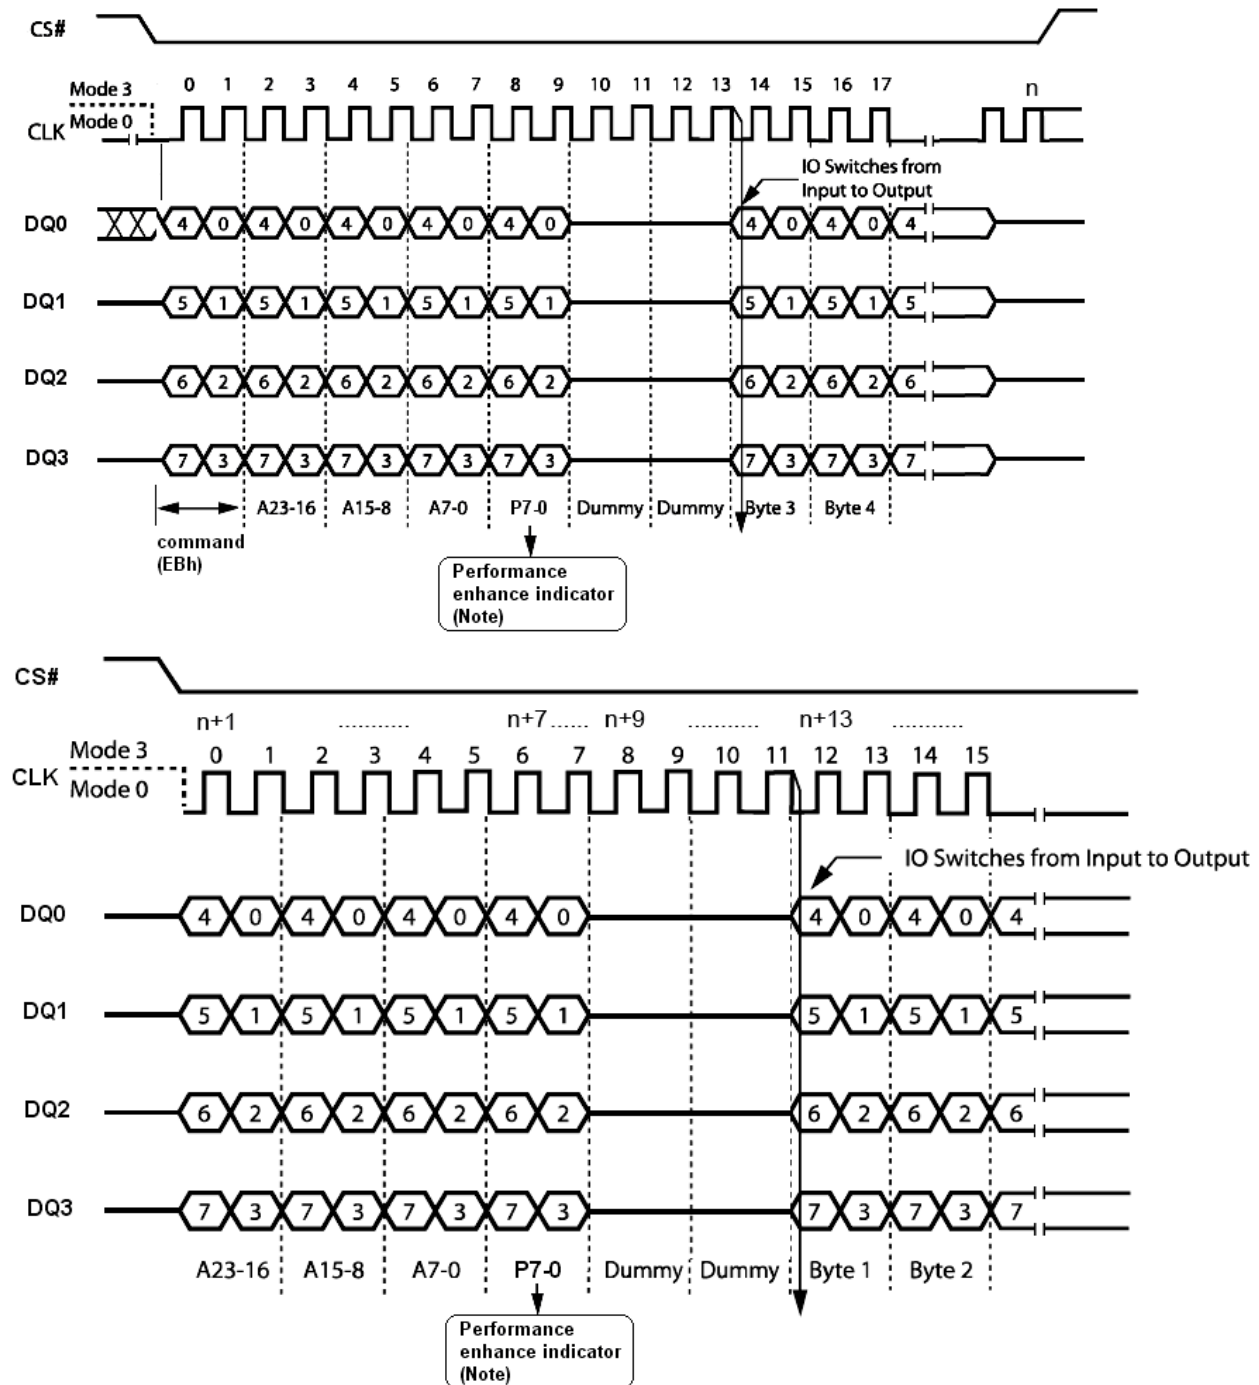 CS#
0 1 2 3 4 5 6 7 8 9 10 11 12 13 14 15 16 17 n
Mode 3
Mode 0
CLK
IO Switches from
Input to Output
DQ0 4 0 4 0 4 0 4 0 4 0 4 0 4 0 4
DQ1 5 1 5 1 5 1 5 1 5 1 5 1 5 1 5
DQ2 6 2 6 2 6 2 6 2 6 2 6 2 6 2 6
DQ3 7 3 7 3 7 3 7 3 7 3 7 3 7 3 7
A23-16 A15-8 A7-0 P7-0 Dummy Dummy Byte 3 Byte 4
command
(EBh)
Performance
enhance indicator
(Note)
CS#
n+1 ........... n+7 ...... n+9 ........... n+13 ...........
0 1 2 3 4 5 6 7 8 9 10 11 12 13 14 15
Mode 3
CLK
Mode 0
IO Switches from Input to Output
DQ0 4 0 4 0 4 0 4 0 4 0 4 0 4
DQ1 5 1 5 1 5 1 5 1 5 1 5 1 5
DQ2 6 2 6 2 6 2 6 2 6 2 6 2 6
DQ3 7 3 7 3 7 3 7 3 7 3 7 3 7
A23-16 A15-8 A7-0 P7-0 Dummy Dummy Byte 1 Byte 2
Performance
enhance indicator
(Note)